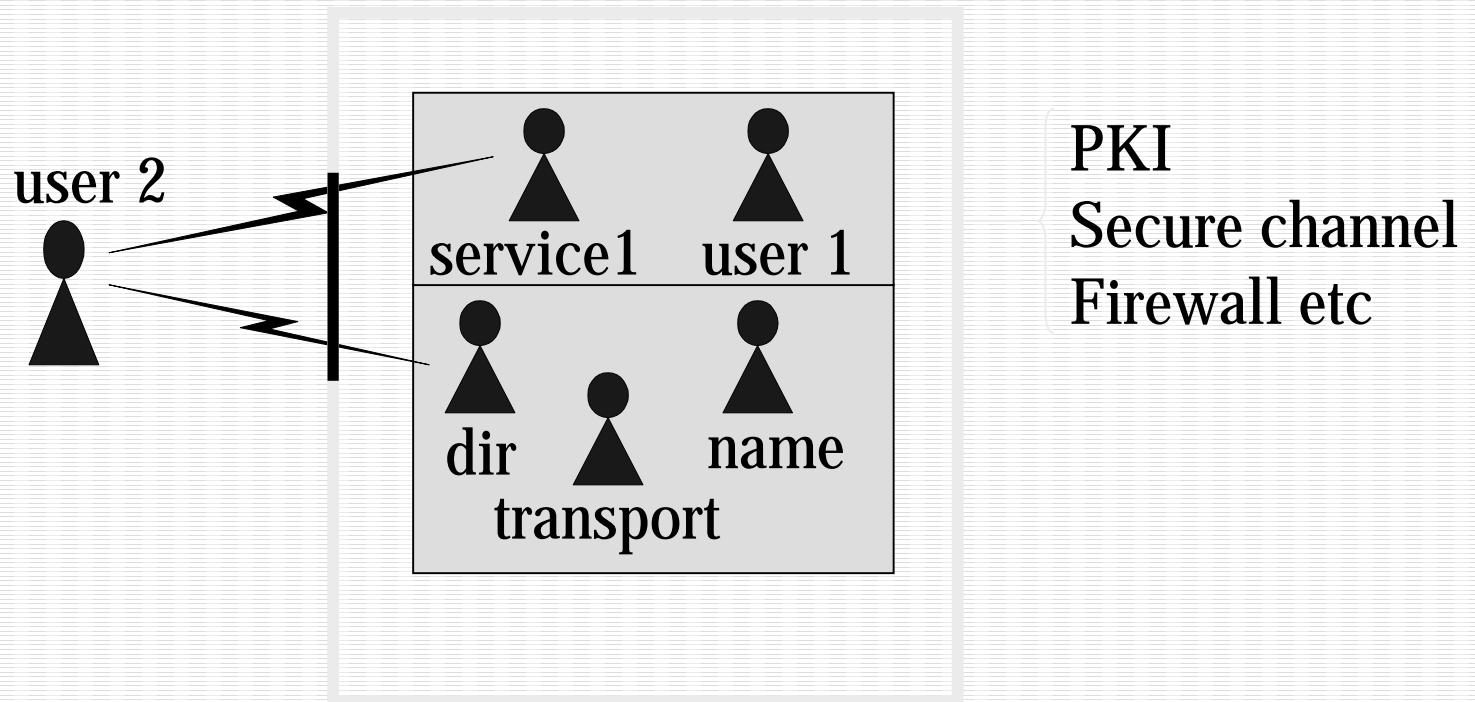 user 2
service1
user 1
dir
name
transport
PKI
Secure channel
Firewall etc